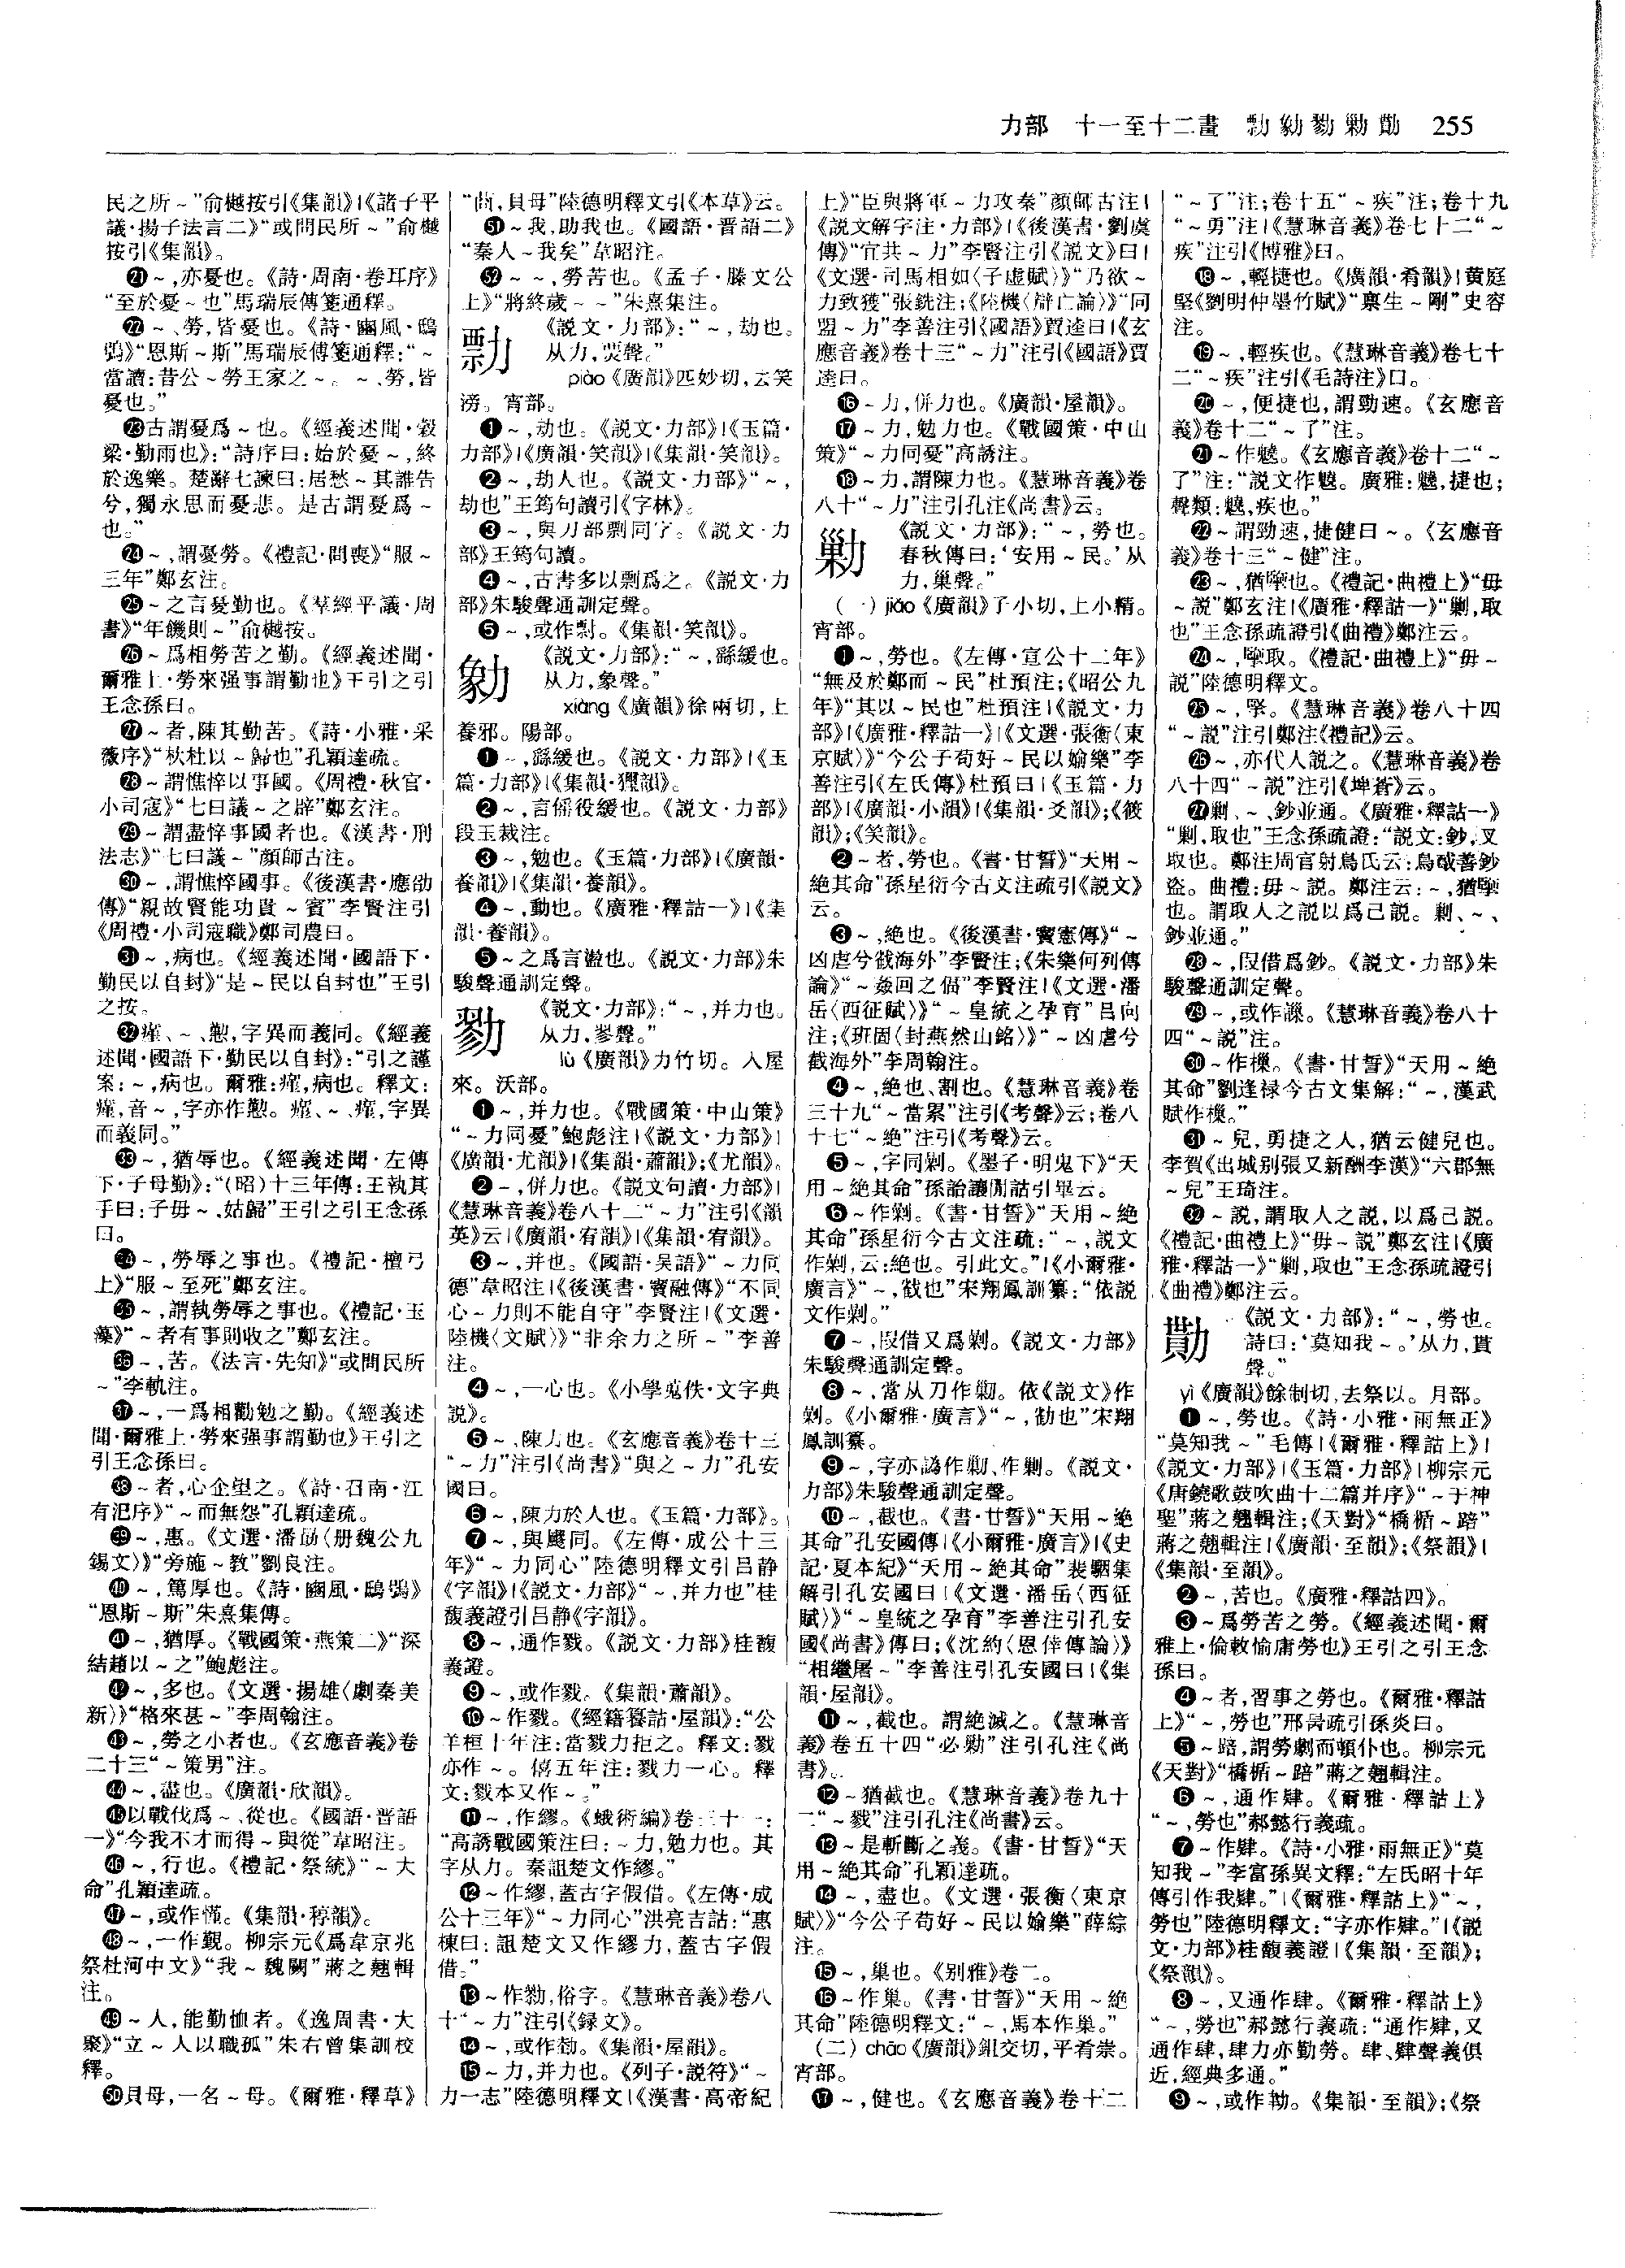 力部 十一至十二畫 勡勨勠勦勩 255
民之所～”俞樾按引《集韻》|《諸子平
議·揚子法言二》“或問民所～”俞樾
按引《集韻》。
㉑～,亦憂也。《詩·周南·卷耳序》
“至於憂～也”馬瑞辰傳箋通釋。
㉒～、勞,皆憂也。《詩·豳風·鴟
鴞》“恩斯～斯”馬瑞辰傳箋通釋:“～
當讀:昔公～勞王家之～。～、勞,皆
憂也。”
㉓古謂憂爲～也。《經義述聞·穀
梁·勤雨也》:“詩序曰:始於憂～,終
於逸樂。楚辭七諫曰:居愁～其誰告
兮,獨永思而憂悲。是古謂憂爲～
也。”
㉔～,謂憂勞。《禮記·問喪》“服～
三年”鄭玄注。
㉕～之言憂勤也。《羣經平議·周
書》“年饑則～”俞樾按。
㉖～爲相勞苦之勤。《經義述聞·
爾雅上·勞來强事謂勤也》王引之引
王念孫曰。
㉗～者,陳其勤苦。《詩·小雅·采
薇序》“杕杜以～歸也”孔穎達疏。
㉘～謂憔悴以事國。《周禮·秋官·
小司寇》“七曰議～之辟”鄭玄注。
㉙～謂盡悴事國者也。《漢書·刑
法志》“七曰議～”顏師古注。
㉚～,謂憔悴國事。《後漢書·應劭
傳》“親故賢能功貴～賓”李賢注引
《周禮·小司寇職》鄭司農曰。
㉛～,病也。《經義述聞·國語下·
勤民以自封》“是～民以自封也”王引
之按。
㉜㾓、～、懃,字異而義同。《經義
述聞·國語下·勤民以自封》:“引之謹
案:～,病也。爾雅:㾓,病也。釋文:
㾓,音～,字亦作懃。㾓、～、㾓,字異
而義同。”
㉝～,猶辱也。《經義述聞·左傳
下·子毋勤》:“(昭)十三年傳:王執其
手曰:子毋～,姑歸”王引之引王念孫
曰。
㉞～,勞辱之事也。《禮記·檀弓
上》“服～至死”鄭玄注。
㉟～,謂執勞辱之事也。《禮記·玉
藻》“～者有事則收之”鄭玄注。
㊱～,苦。《法言·先知》“或問民所
～”李軌注。
㊲～,一爲相勸勉之勤。《經義述
聞·爾雅上·勞來强事謂勤也》王引之
引王念孫曰。
㊳～者,心企望之。《詩·召南·江
有汜序》“～而無怨”孔穎達疏。
㊴～,惠。《文選·潘勗〈册魏公九
錫文〉》“旁施～教”劉良注。
㊵～,篤厚也。《詩·豳風·鴟鴞》
“恩斯～斯”朱熹集傳。
㊶～,猶厚。《戰國策·燕策二》“深
結趙以～之”鮑彪注。
㊷～,多也。《文選·揚雄〈劇秦美
新〉》“格來甚～”李周翰注。
㊸～,勞之小者也。《玄應音義》卷
二十三“～策男”注。
㊹～,盡也。《廣韻·欣韻》。
㊺以戰伐爲～,從也。《國語·晋語
一》“今我不才而得～與從”韋昭注。
㊻～,行也。《禮記·祭統》“～大
命”孔穎達疏。
㊼～,或作慬。《集韻·稕韻》。
㊽～,一作覲。柳宗元《爲韋京兆
祭杜河中文》“我～魏闕”蔣之翹輯
注。
㊾～人,能勤恤者。《逸周書·大
聚》“立～人以職孤”朱右曾集訓校
釋。
㊿貝母,一名～母。《爾雅·釋草》
“莔,貝母”陸德明釋文引《本草》云。
51～我,助我也。《國語·晋語二》
“秦人～我矣”韋昭注。
52～～,勞苦也。《孟子·滕文公
上》“將終歲～～”朱熹集注。
勡 《説文·力部》:“～,劫也。
从力,㶾聲。”
piào《廣韻》匹妙切,去笑
滂。宵部。
❶～,劫也。《説文·力部》|《玉篇·
力部》|《廣韻·笑韻》|《集韻·笑韻》。
❷～,劫人也。《説文·力部》“～,
劫也”王筠句讀引《字林》。
❸～,與刀部剽同字。《説文·力
部》王筠句讀。
❹～,古書多以剽爲之。《説文·力
部》朱駿聲通訓定聲。
❺～,或作㔄。《集韻·笑韻》。
勨 《説文·力部》:“～,繇緩也。
从力,象聲。”
xiàng《廣韻》徐兩切,上
養邪。陽部。
❶～,繇緩也。《説文·力部》|《玉
篇·力部》|《集韻·㺊韻》。
❷～,言傜役緩也。《説文·力部》
段玉裁注。
❸～,勉也。《玉篇·力部》|《廣韻·
養韻》|《集韻·養韻》。
❹～,動也。《廣雅·釋詁一》|《集
韻·養韻》。
❺～之爲言潒也。《説文·力部》朱
駿聲通訓定聲。
勠 《説文·力部》:“～,并力也。
从力,翏聲。”
lù《廣韻》力竹切。入屋
來。沃部。
❶～,并力也。《戰國策·中山策》
“～力同憂”鮑彪注|《説文·力部》|
《廣韻·尤韻》|《集韻·蕭韻》;《尤韻》。
❷～,併力也。《説文句讀·力部》|
《慧琳音義》卷八十二“～力”注引《韻
英》云|《廣韻·宥韻》|《集韻·宥韻》。
❸～,并也。《國語·吴語》“～力同
德”韋昭注|《後漢書·竇融傳》“不同
心～力則不能自守”李賢注|《文選·
陸機〈文賦〉》“非余力之所～”李善
注。
❹～,一心也。《小學蒐佚·文字典
説》。
❺～,陳力也。《玄應音義》卷十三
“～力”注引《尚書》“與之～力”孔安
國曰。
❻～,陳力於人也。《玉篇·力部》。
❼～,與飂同。《左傳·成公十三
年》“～力同心”陸德明釋文引吕静
《字韻》|《説文·力部》“～,并力也”桂
馥義證引吕静《字韻》。
❽～,通作戮。《説文·力部》桂馥
義證。
❾～,或作戮。《集韻·蕭韻》。
❿～作戮。《經籍籑詁·屋韻》:“公
羊桓十年注:當戮力拒之。釋文:戮
亦作～。僖五年注:戮力一心。釋
文:戮本又作～。”
⓫～,作繆。《蛾術編》卷三十一:
“高誘戰國策注曰:～力,勉力也。其
字从力。秦詛楚文作繆。”
⓬～作繆,蓋古字假借。《左傳·成
公十三年》“～力同心”洪亮吉詁:“惠
棟曰:詛楚文又作繆力,蓋古字假
借。”
⓭～作勎,俗字。《慧琳音義》卷八
十“～力”注引《録文》。
⓮～,或作勎。《集韻·屋韻》。
⓯～力,并力也。《列子·説符》“～
力一志”陸德明釋文|《漢書·高帝紀
上》“臣與將軍～力攻秦”顏師古注|
《説文解字注·力部》|《後漢書·劉虞
傳》“宜共～力”李賢注引《説文》曰|
《文選·司馬相如〈子虚賦〉》“乃欲～
力致獲”張銑注;《陸機〈辯亡論〉》“同
盟～力”李善注引《國語》賈逵曰|《玄
應音義》卷十三“～力”注引《國語》賈
逵曰。
⓰～力,併力也。《廣韻·屋韻》。
⓱～力,勉力也。《戰國策·中山
策》“～力同憂”高誘注。
⓲～力,謂陳力也。《慧琳音義》卷
八十“～力”注引孔注《尚書》云。
勦 《説文·力部》:“～,勞也。
春秋傳曰:‘安用～民。’从
力,巢聲。”
(一)jiǎo《廣韻》子小切,上小精。
宵部。
❶～,勞也。《左傳·宣公十二年》
“無及於鄭而～民”杜預注;《昭公九
年》“其以～民也”杜預注|《説文·力
部》|《廣雅·釋詁一》|《文選·張衡〈東
京賦〉》“今公子苟好～民以媮樂”李
善注引《左氏傳》杜預曰|《玉篇·力
部》|《廣韻·小韻》|《集韻·爻韻》;《筱
韻》;《笑韻》。
❷～者,勞也。《書·甘誓》“天用～
絶其命”孫星衍今古文注疏引《説文》
云。
❸～,絶也。《後漢書·竇憲傳》“～
凶虐兮截海外”李賢注;《朱樂何列傳
論》“～姦回之偪”李賢注|《文選·潘
岳〈西征賦〉》“～皇統之孕育”吕向
注;《班固〈封燕然山銘〉》“～凶虐兮
截海外”李周翰注。
❹～,絶也、割也。《慧琳音義》卷
三十九“～當累”注引《考聲》云;卷八
十七“～絶”注引《考聲》云。
❺～,字同剿。《墨子·明鬼下》“天
用～絶其命”孫詒讓閒詁引畢云。
❻～作剿。《書·甘誓》“天用～絶
其命”孫星衍今古文注疏:“～,説文
作剿,云:絶也。引此文。”|《小爾雅·
廣言》“～,截也”宋翔鳳訓纂:“依説
文作剿。”
❼～,叚借又爲剿。《説文·力部》
朱駿聲通訓定聲。
❽～,當从刀作剿。依《説文》作
剿。《小爾雅·廣言》“～,勀也”宋翔
鳳訓纂。
❾～,字亦譌作勦、作剿。《説文·
力部》朱駿聲通訓定聲。
❿～,截也。《書·甘誓》“天用～絶
其命”孔安國傳|《小爾雅·廣言》|《史
記·夏本紀》“天用～絶其命”裴駰集
解引孔安國曰|《文選·潘岳〈西征
賦〉》“～皇統之孕育”李善注引孔安
國《尚書》傳曰;《沈約〈恩倖傳論〉》
“相繼屠～”李善注引孔安國曰|《集
韻·屋韻》。
⓫～,截也。謂絶滅之。《慧琳音
義》卷五十四“必勦”注引孔注《尚
書》。
⓬～猶截也。《慧琳音義》卷九十
二“～戮”注引孔注《尚書》云。
⓭～是斬斷之義。《書·甘誓》“天
用～絶其命”孔穎達疏。
⓮～,盡也。《文選·張衡〈東京
賦〉》“今公子苟好～民以媮樂”薛綜
注。
⓯～,巢也。《别雅》卷二。
⓰～作巢。《書·甘誓》“天用～絶
其命”陸德明釋文:“～,馬本作巢。”
(二)chāo《廣韻》鉏交切,平肴崇。
宵部。
⓱～,健也。《玄應音義》卷十二
“～了”注;卷十五“～疾”注;卷十九
“～勇”注|《慧琳音義》卷七十二“～
疾”注引《博雅》曰。
⓲～,輕捷也。《廣韻·肴韻》|黄庭
堅《劉明仲墨竹賦》“稟生～剛”史容
注。
⓳～,輕疾也。《慧琳音義》卷七十
二“～疾”注引《毛詩注》曰。
⓴～,便捷也,謂勁速。《玄應音
義》卷十二“～了”注。
㉑～作魑。《玄應音義》卷十二“～
了”注:“説文作魑。廣雅:魑,捷也;
聲類:魑,疾也。”
㉒～謂勁速,捷健曰～。《玄應音
義》卷十三“～健”注。
㉓～,猶擥也。《禮記·曲禮上》“毋
～説”鄭玄注|《廣雅·釋詁一》“剿,取
也”王念孫疏證引《曲禮》鄭注云。
㉔～,擥取。《禮記·曲禮上》“毋～
説”陸德明釋文。
㉕～,擥。《慧琳音義》卷八十四
“～説”注引鄭注《禮記》云。
㉖～,亦代人説之。《慧琳音義》卷
八十四“～説”注引《埤蒼》云。
㉗剿、～、鈔並通。《廣雅·釋詁一》
“剿,取也”王念孫疏證:“説文:鈔,叉
取也。鄭注周官射鳥氏云:烏鳶善鈔
盗。曲禮:毋～説。鄭注云:～,猶擥
也。謂取人之説以爲己説。剿、～、
鈔並通。”
㉘～,叚借爲鈔。《説文·力部》朱
駿聲通訓定聲。
㉙～,或作謲。《慧琳音義》卷八十
四“～説”注。
㉚～作樔。《書·甘誓》“天用～絶
其命”劉逢禄今古文集解:“～,漢武
賦作樔。”
㉛～兒,勇捷之人,猶云健兒也。
李賀《出城别張又新酬李漢》“六郡無
～兒”王琦注。
㉜～説,謂取人之説,以爲己説。
《禮記·曲禮上》“毋～説”鄭玄注|《廣
雅·釋詁一》“剿,取也”王念孫疏證引
《曲禮》鄭注云。
勩 《説文·力部》:“～,勞也。
詩曰:‘莫知我～。’从力,貰
聲。”
yì《廣韻》餘制切,去祭以。月部。
❶～,勞也。《詩·小雅·雨無正》
“莫知我～”毛傳|《爾雅·釋詁上》|
《説文·力部》|《玉篇·力部》|柳宗元
《唐鐃歌鼓吹曲十二篇并序》“～于神
聖”蔣之翹輯注;《天對》“橋楯～踣”
蔣之翹輯注|《廣韻·至韻》;《祭韻》|
《集韻·至韻》。
❷～,苦也。《廣雅·釋詁四》。
❸～爲勞苦之勞。《經義述聞·爾
雅上·倫敕愉庸勞也》王引之引王念
孫曰。
❹～者,習事之勞也。《爾雅·釋詁
上》“～,勞也”邢昺疏引孫炎曰。
❺～踣,謂勞劇而頓仆也。柳宗元
《天對》“橋楯～踣”蔣之翹輯注。
❻～,通作肄。《爾雅·釋詁上》
“～,勞也”郝懿行義疏。
❼～作肄。《詩·小雅·雨無正》“莫
知我～”李富孫異文釋:“左氏昭十年
傳引作我肄。”|《爾雅·釋詁上》“～,
勞也”陸德明釋文:“字亦作肄。”|《説
文·力部》桂馥義證|《集韻·至韻》;
《祭韻》。
❽～,又通作肆。《爾雅·釋詁上》
“～,勞也”郝懿行義疏:“通作肄,又
通作肆,肆力亦勤勞。肆、肄聲義俱
近,經典多通。”
❾～,或作勚。《集韻·至韻》;《祭